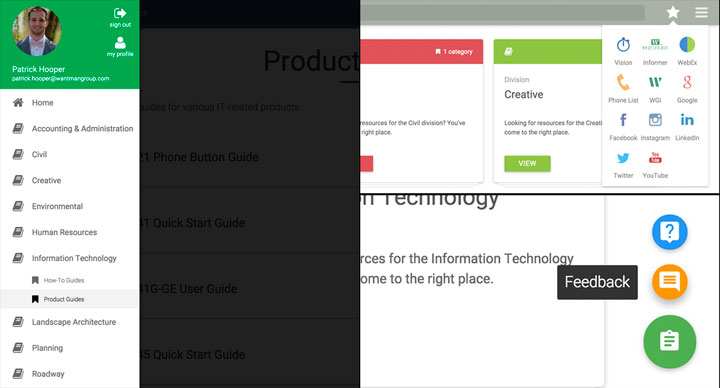 sign out
my profile
Patrick Hooper
patrick.hooper@wantmangroup.com
Home
Accounting & Administration
Civil
Creative
Environmental
Human Resources
Information Technology
How-To Guides
Product Guides
Landscape Architecture
Planning
Roadway
Produc
uides for various IT-related products.
21 Phone Button Guide
41 Quick Start Guide
41G-GE User Guide
45 Quick Start Guide
1 category
esources for the Civil division? You've
right place.
Division
Creative
Looking for resources for the Creati
come to the right place.
VIEW
Vision
Informer
WebEx
Phone List
WGI
Google
Facebook
Instagram
LinkedIn
Twitter
YouTube
on Technology
rces for the Information Technology
come to the right place.
Feedback